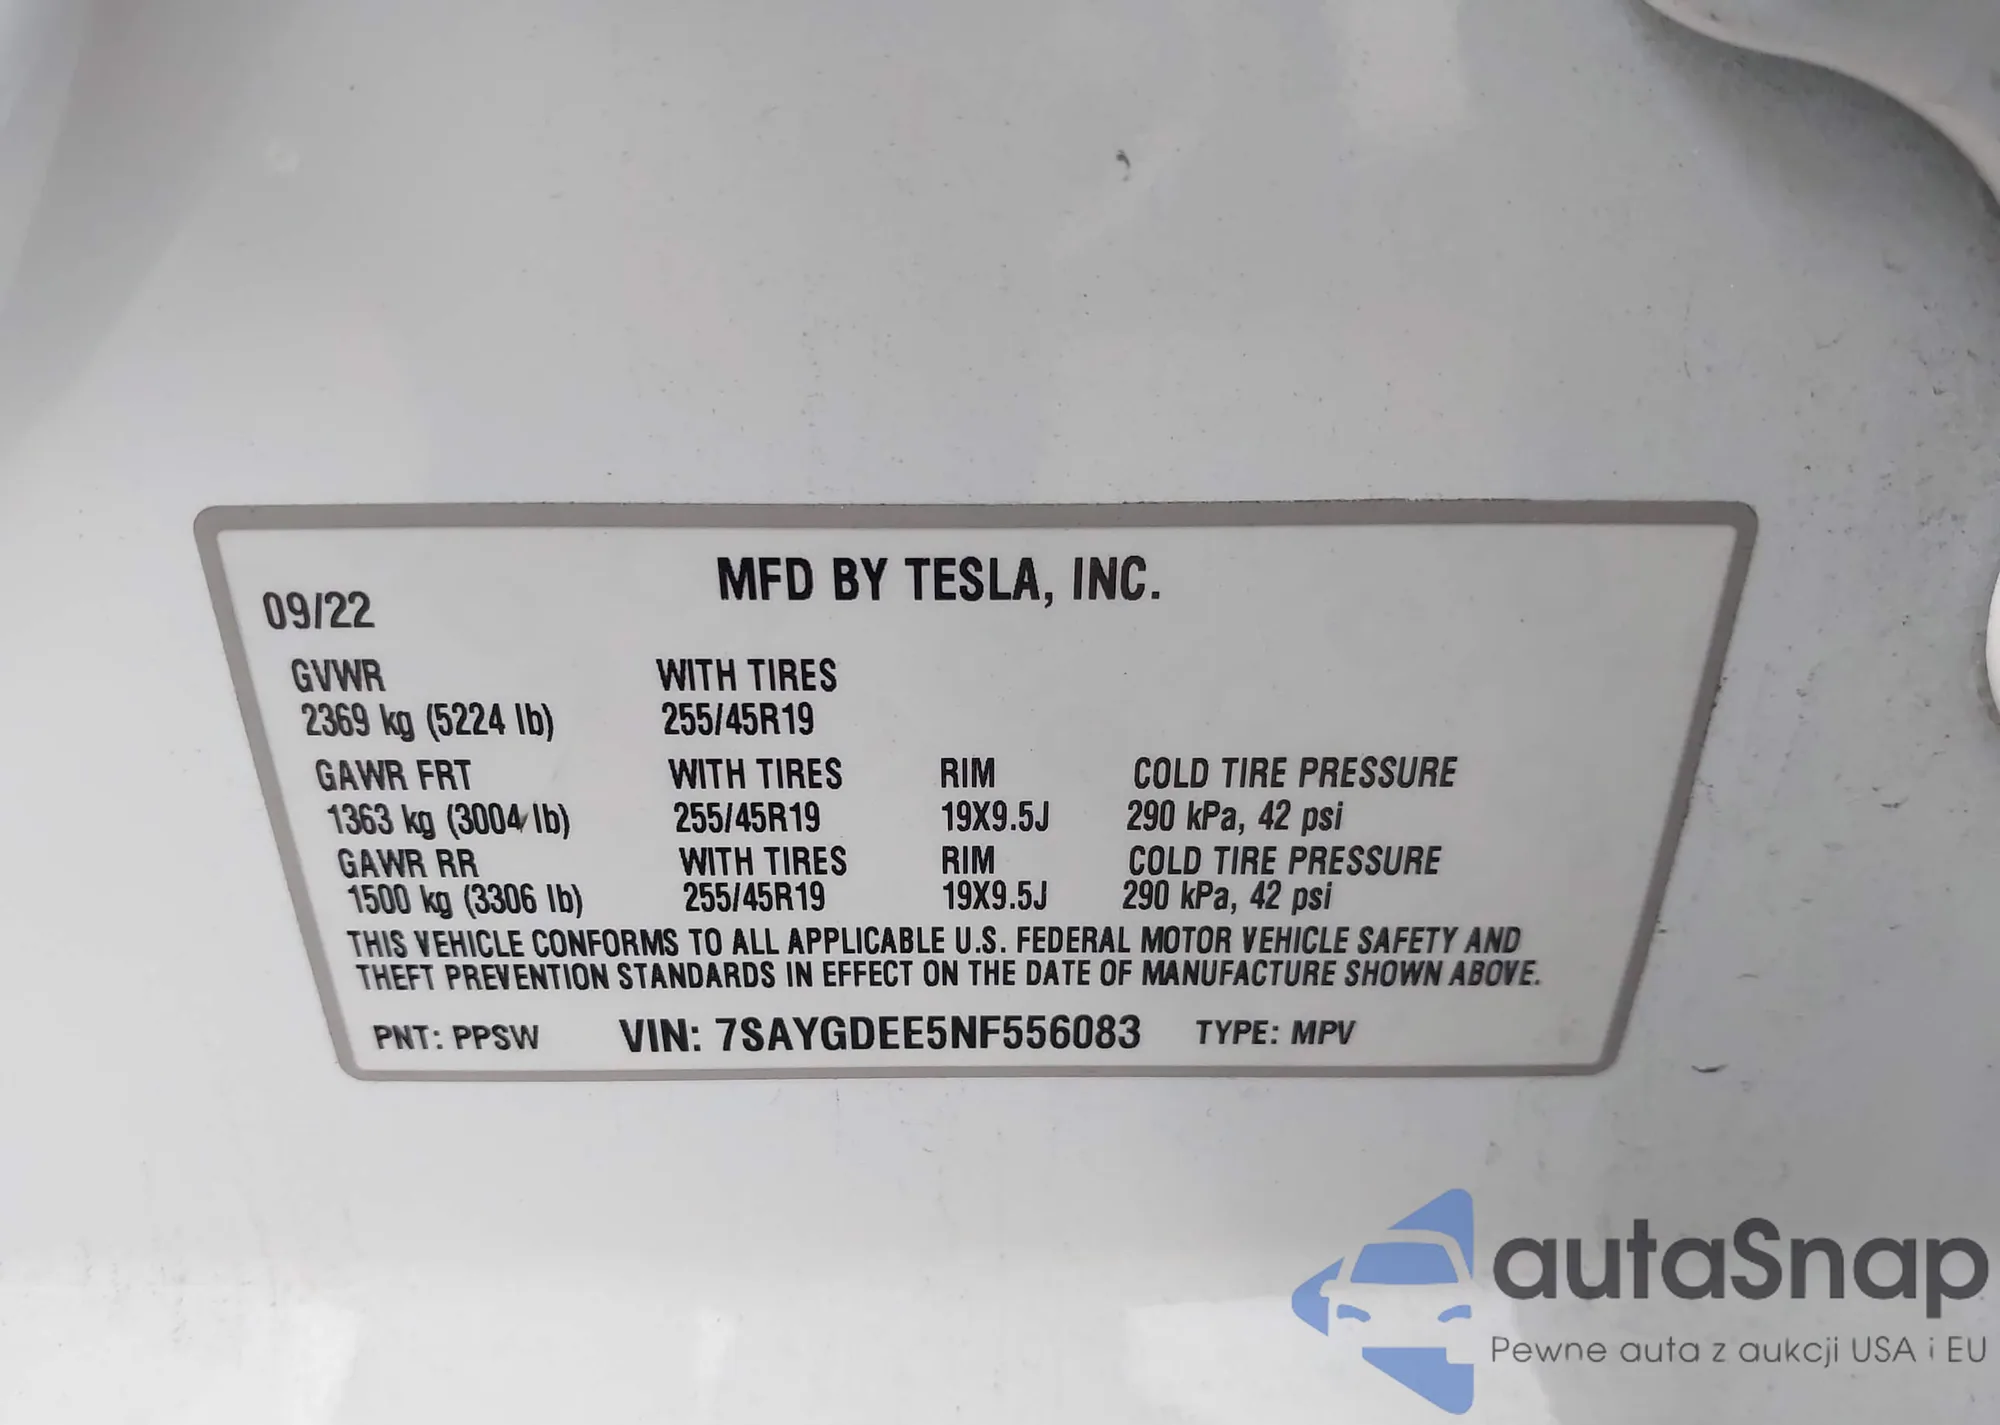 MFD BY TESLA, INC.
09/22
GVWR WITH TIRES
2369 kg (5224 lb) 255/45R19
GAWR FRT WITH TIRES RIM COLD TIRE PRESSURE
1363 kg (3004 lb) 255/45R19 19X9.5J 290 kPa, 42 psi
GAWR RR WITH TIRES RIM COLD TIRE PRESSURE
1500 kg (3306 lb) 255/45R19 19X9.5J 290 kPa, 42 psi
THIS VEHICLE CONFORMS TO ALL APPLICABLE U.S. FEDERAL MOTOR VEHICLE SAFETY AND
THEFT PREVENTION STANDARDS IN EFFECT ON THE DATE OF MANUFACTURE SHOWN ABOVE.
PNT: PPSW VIN: 7SAYGDEE5NF556083 TYPE: MPV
autaSnap
Pewne auta z aukcji USA i EU